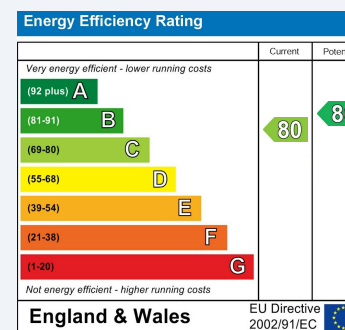 Energy Efficiency Rating
Current
Very energy efficient - lower running costs
(92 plus) A
(81-91) B
(69-80) C
(55-68) D
(39-54) E
(21-38) F
(1-20) G
80
Not energy efficient - higher running costs
England & Wales
EU Directive
2002/91/EC